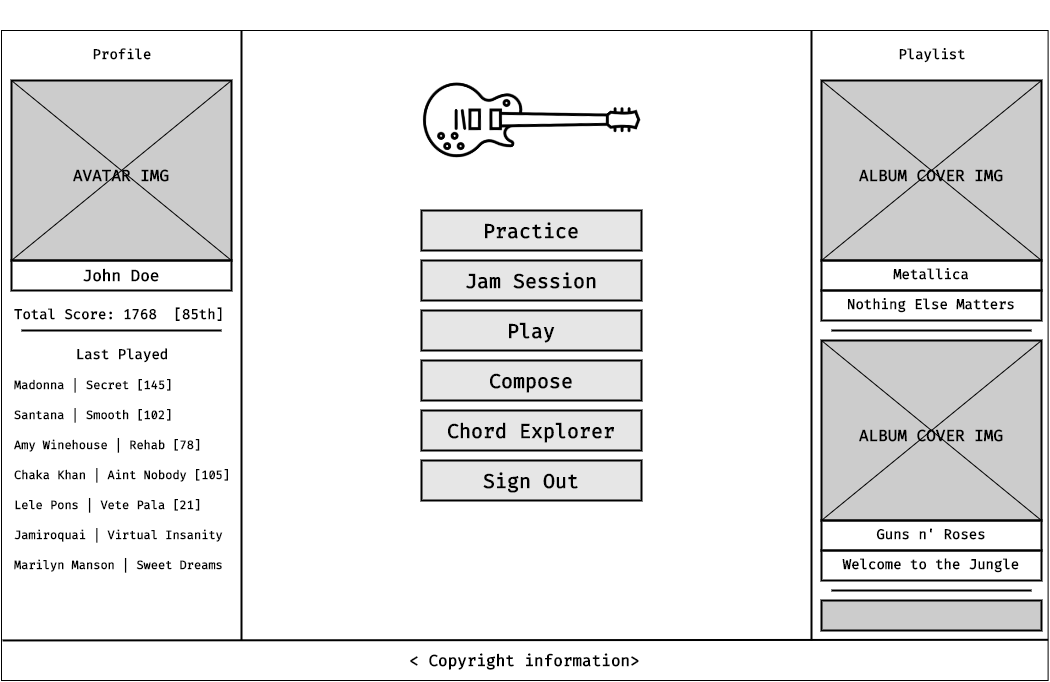 Profile
AVATAR IMG
John Doe
Total Score: 1768 [85th]
Last Played
Madonna | Secret [145]
Santana | Smooth [102]
Amy Winehouse | Rehab [78]
Chaka Khan | Aint Nobody [105]
Lele Pons | Vete Pala [21]
Jamiroquai | Virtual Insanity
Marilyn Manson | Sweet Dreams
Practice
Jam Session
Play
Compose
Chord Explorer
Sign Out
Playlist
ALBUM COVER IMG
Metallica
Nothing Else Matters
ALBUM COVER IMG
Guns n' Roses
Welcome to the Jungle
< Copyright information>